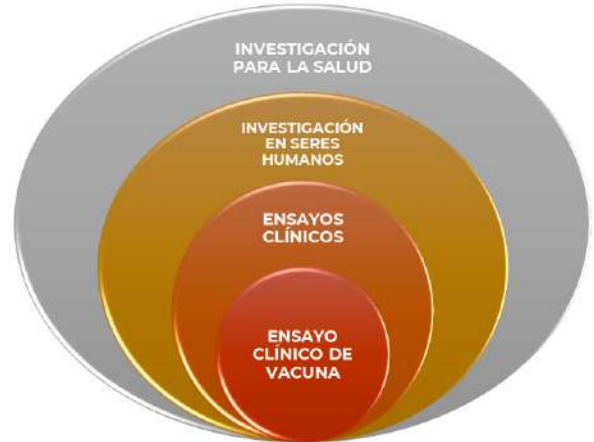 INVESTIGACIÓN
PARA LA SALUD
INVESTIGACIÓN
EN SERES
HUMANOS
ENSAYOS
CLÍNICOS
ENSAYO
CLÍNICO DE
VACUNA